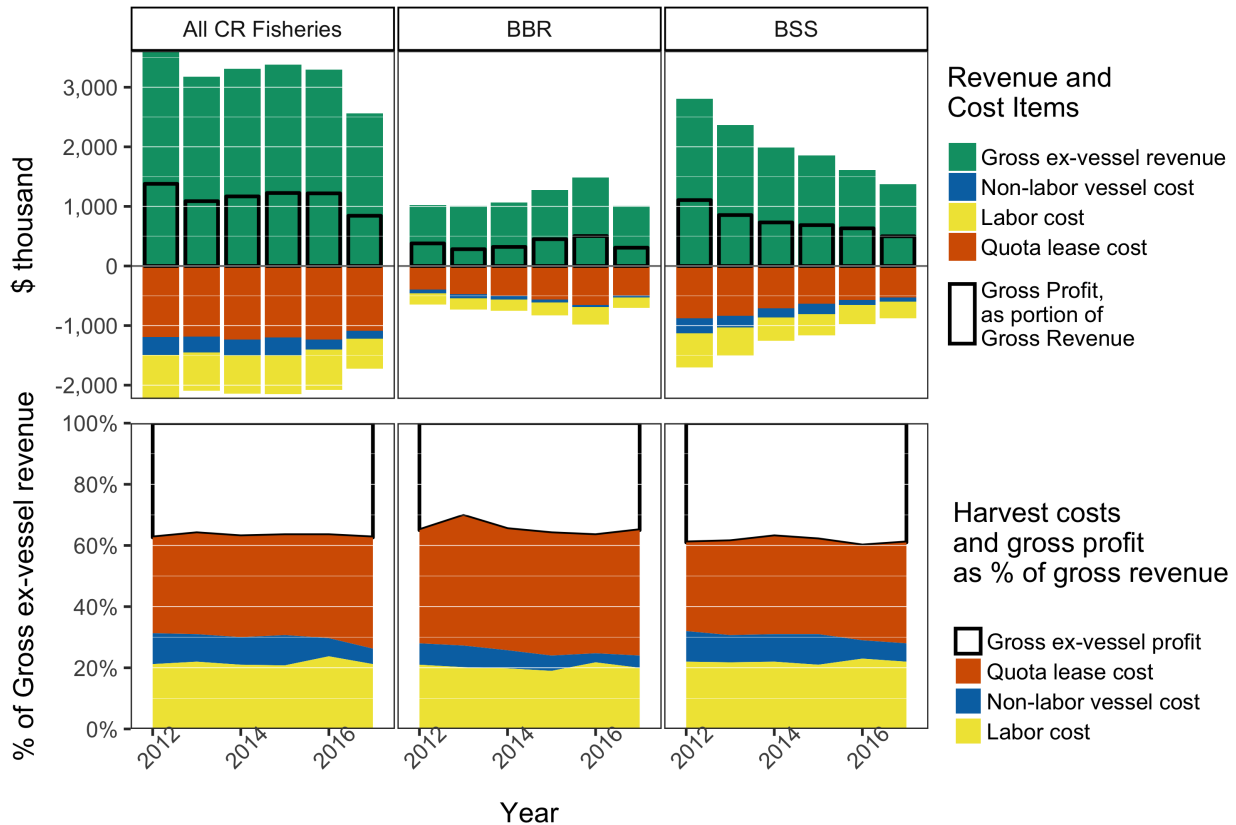 All CR Fisheries
BBR
BSS
$ thousand
3,000
2,000
1,000
0
-1,000
-2,000
Revenue and
Cost Items
Gross ex-vessel revenue
Non-labor vessel cost
Labor cost
Quota lease cost
Gross Profit,
as portion of
Gross Revenue
% of Gross ex-vessel revenue
100%
80%
60%
40%
20%
0%
2012
2014
2016
2012
2014
2016
2012
2014
2016
Year
Harvest costs
and gross profit
as % of gross revenue
Gross ex-vessel profit
Quota lease cost
Non-labor vessel cost
Labor cost